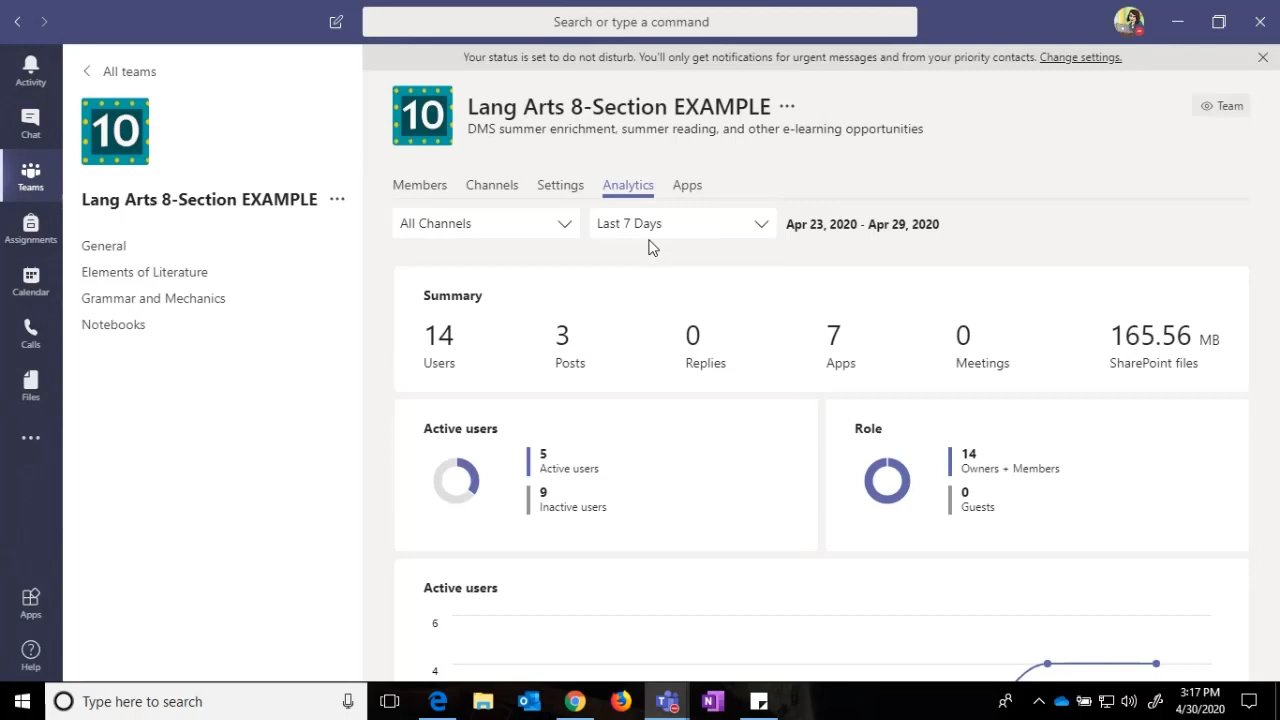 Search or type a command
Your status is set to do not disturb. You'll only get notifications for urgent messages and from your priority contacts. Change settings.
Activity
Chat
Teams
Assignments
Calendar
Calls
Files
Apps
Help
All teams
10
Lang Arts 8-Section EXAMPLE ...
General
Elements of Literature
Grammar and Mechanics
Notebooks
10
Lang Arts 8-Section EXAMPLE ...
DMS summer enrichment, summer reading, and other e-learning opportunities
Team
Members Channels Settings Analytics Apps
All Channels Last 7 Days Apr 23, 2020 - Apr 29, 2020
Summary
14 3 0 7 0 165.56 MB
Users Posts Replies Apps Meetings SharePoint files
Active users
5
Active users
9
Inactive users
Role
14
Owners + Members
0
Guests
Active users
6
4
Type here to search
3:17 PM
4/30/2020